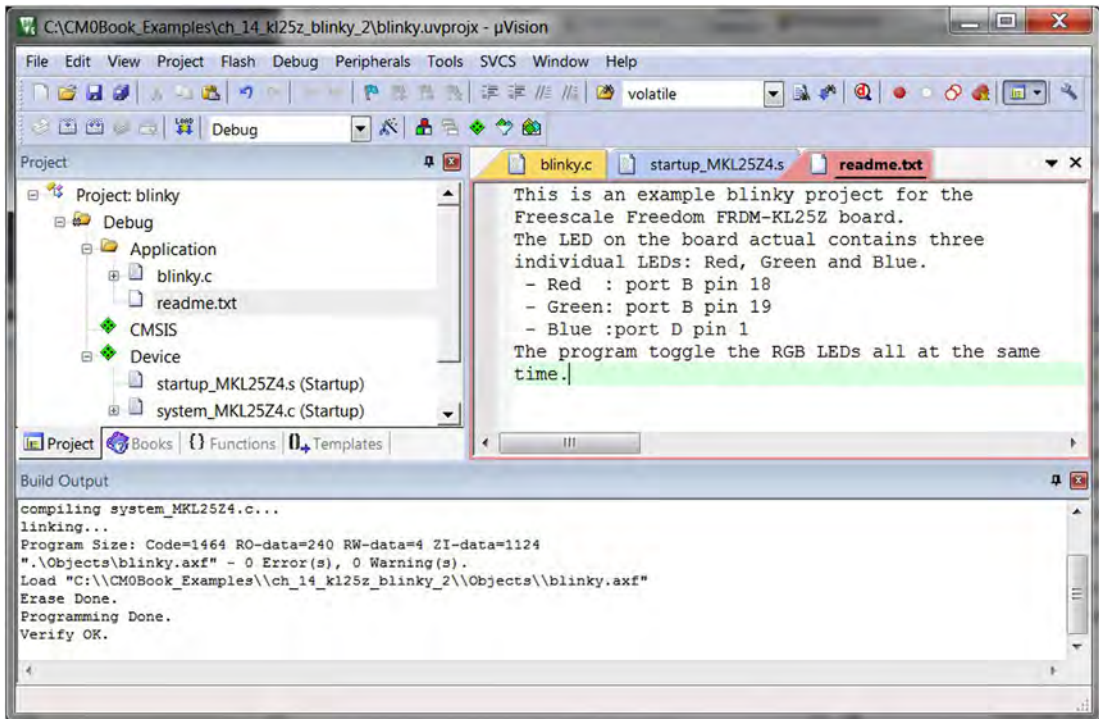 C:\CM0Book_Examples\ch_14_kl25z_blinky_2\blinky.uvprojx - µVision
File Edit View Project Flash Debug Peripherals Tools SVCS Window Help
volatile
LOAD Debug
Project
blinky.c startup_MKL25Z4.s readme.txt
Project: blinky
Debug
Application
blinky.c
readme.txt
CMSIS
Device
startup_MKL25Z4.s (Startup)
system_MKL25Z4.c (Startup)
This is an example blinky project for the
Freescale Freedom FRDM-KL25Z board.
The LED on the board actual contains three
individual LEDs: Red, Green and Blue.
- Red : port B pin 18
- Green: port B pin 19
- Blue :port D pin 1
The program toggle the RGB LEDs all at the same
time.
Project Books {} Functions 0 Templates
Build Output
compiling system_MKL25Z4.c...
linking...
Program Size: Code=1464 RO-data=240 RW-data=4 ZI-data=1124
".\Objects\blinky.axf" - 0 Error(s), 0 Warning(s).
Load "C:\\CM0Book_Examples\\ch_14_kl25z_blinky_2\\Objects\\blinky.axf"
Erase Done.
Programming Done.
Verify OK.